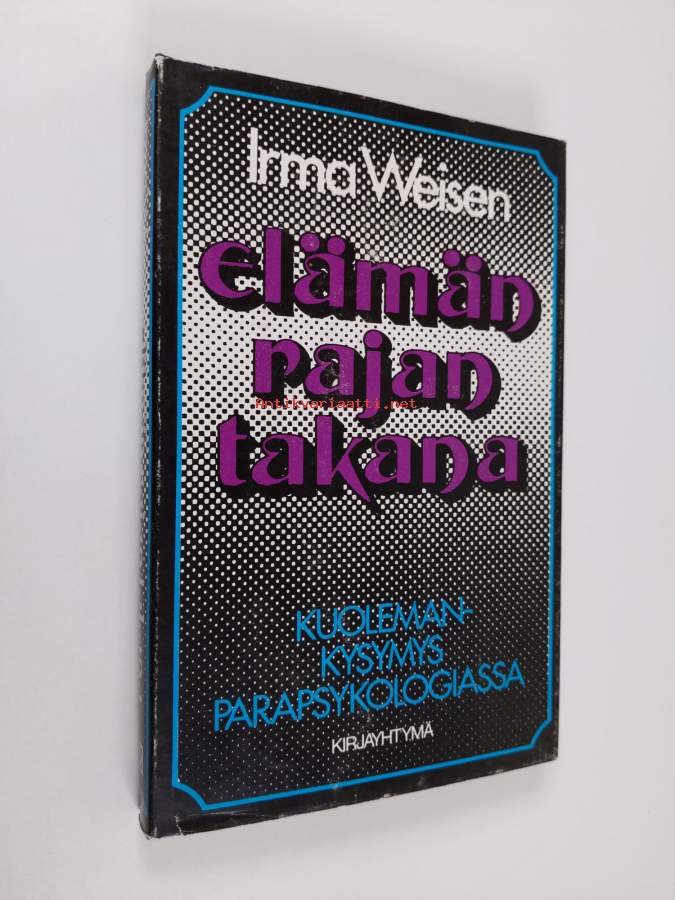 Irma Weisen
elämän
rajan
Antikvariaatti.net
takana
KUOLEMAN-
KYSYMYS
PARAPSYKOLOGIASSA
KIRJAYHTYMÄ